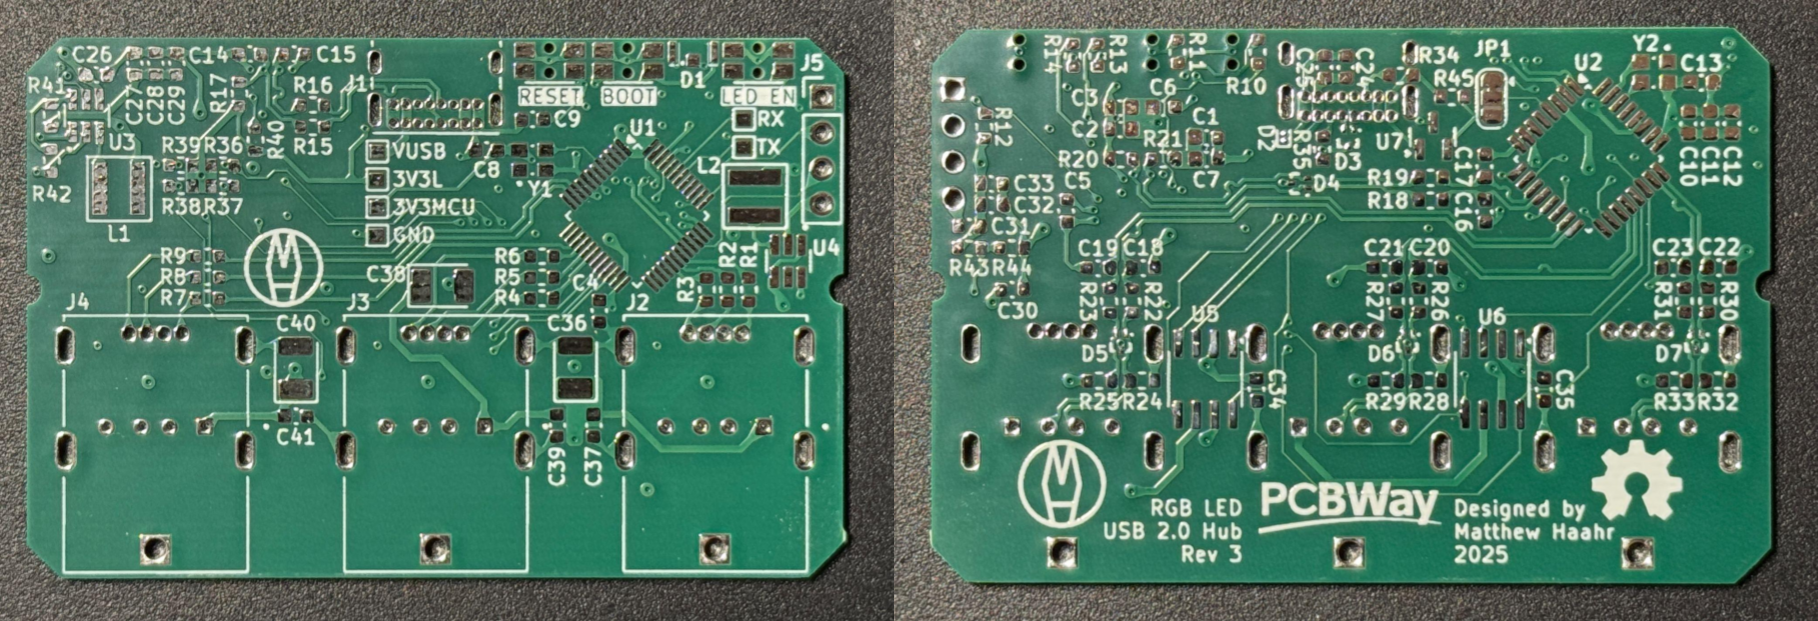 C26
C14
C15
R41
C27
C28
C29
R17
R16
J1
R15
R40
U3
R39
R36
R38
R37
R42
L1
RESET
BOOT
D1
LED EN
J5
C9
U1
RX
TX
L2
VUSB
3V3L
3V3MCU
GND
C8
Y1
R9
R8
R7
C38
R6
R5
R4
C4
R3
R2
R1
U4
J4
J3
J2
C40
C36
C41
C39
C37
R14
R13
R11
R10
C25
C24
R34
JP1
R45
U2
Y2
C13
C3
C6
C2
R12
R21
C1
R20
C7
D2
R35
D3
U7
D4
R19
R18
C17
C16
C10
C11
C12
C5
C33
C32
C31
R43
R44
C30
C19
C18
R23
R22
C21
C20
R27
R26
C23
C22
R31
R30
U5
U6
D5
D6
D7
R25
R24
C34
R29
R28
C35
R33
R32
RGB LED
USB 2.0 Hub
Rev 3
PCBWay
Designed by
Matthew Haahr
2025